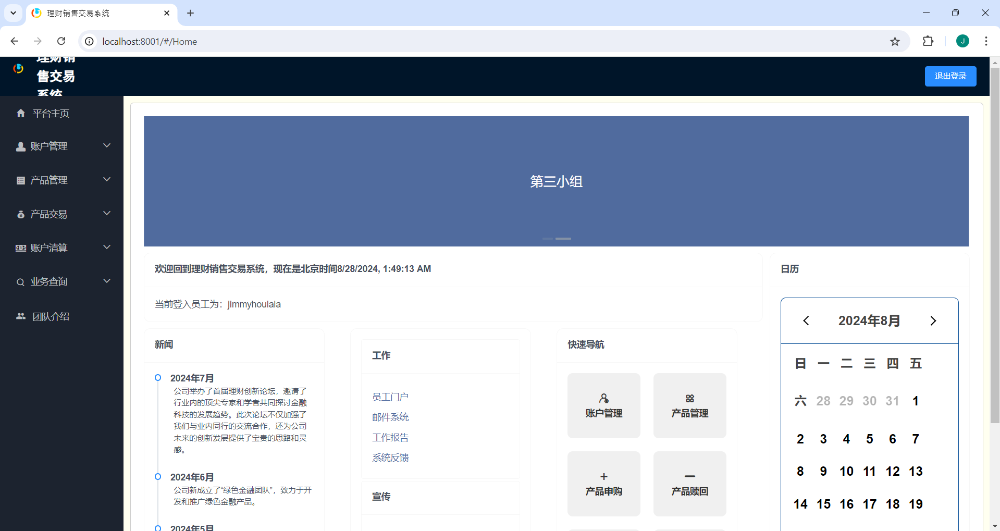 理财销售交易系统
localhost:8001/#/Home
J
理财销
售交易
系统
退出登录
平台主页
账户管理
产品管理
产品交易
账户清算
业务查询
团队介绍
第三小组
欢迎回到理财销售交易系统，现在是北京时间8/28/2024, 1:49:13 AM
当前登入员工为：jimmyhoulala
新闻
2024年7月
公司举办了首届理财创新论坛，邀请了
行业内的顶尖专家和学者共同探讨金融
科技的发展趋势。此次论坛不仅加强了
我们与业内同行的交流合作，还为公司
未来的创新发展提供了宝贵的思路和灵
感。
2024年6月
公司新成立了“绿色金融团队”，致力于开
发和推广绿色金融产品。
2024年5月
工作
员工门户
邮件系统
工作报告
系统反馈
宣传
快速导航
账户管理
产品管理
产品申购
产品赎回
日历
2024年8月
日 一 二 三 四 五
六 28 29 30 31 1
2 3 4 5 6 7
8 9 10 11 12 13
14 15 16 17 18 19